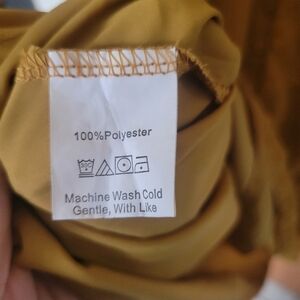 100%Polyester
Machine Wash Cold
Gentle, With Like